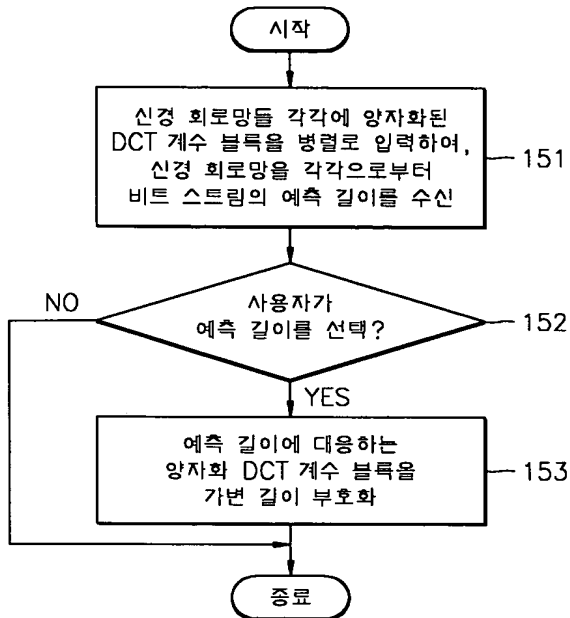 시작
신경 회로망들 각각에 양자화된
DCT 계수 블록을 병렬로 입력하여,
신경 회로망을 각각으로부터
비트 스트림의 예측 길이를 수신
151
사용자가
예측 길이를 선택?
152
NO
YES
예측 길이에 대응하는
양자화 DCT 계수 블록을
가변 길이 부호화
153
종료